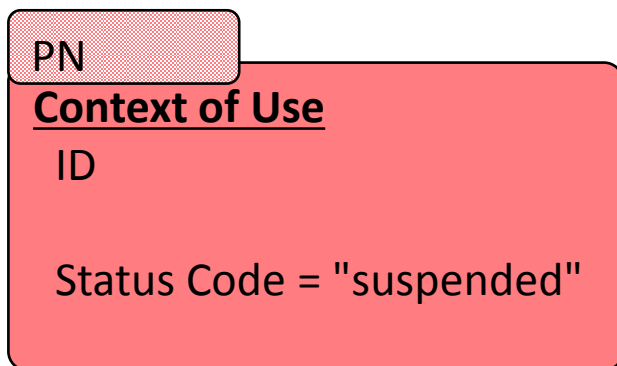 PN
Context of Use
ID
Status Code = "suspended"